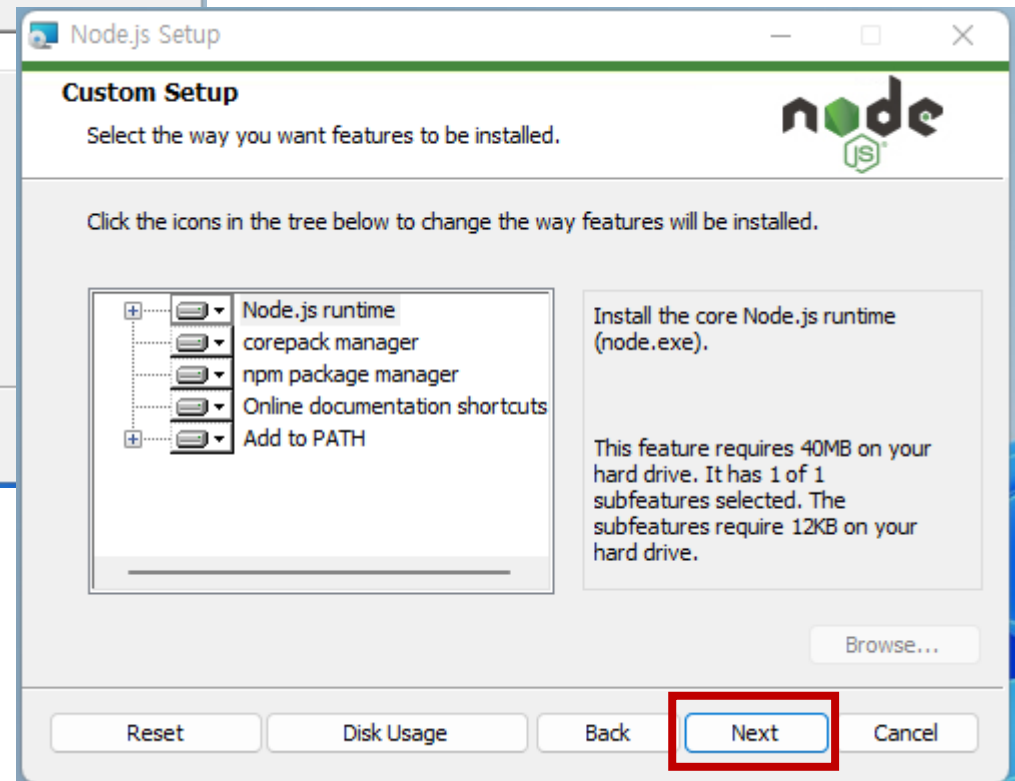 Node.js Setup
Custom Setup
Select the way you want features to be installed.
node
JS
Click the icons in the tree below to change the way features will be installed.
Node.js runtime
corepack manager
npm package manager
Online documentation shortcuts
Add to PATH
Install the core Node.js runtime
(node.exe).
This feature requires 40MB on your
hard drive. It has 1 of 1
subfeatures selected. The
subfeatures require 12KB on your
hard drive.
Browse...
Reset
Disk Usage
Back
Next
Cancel